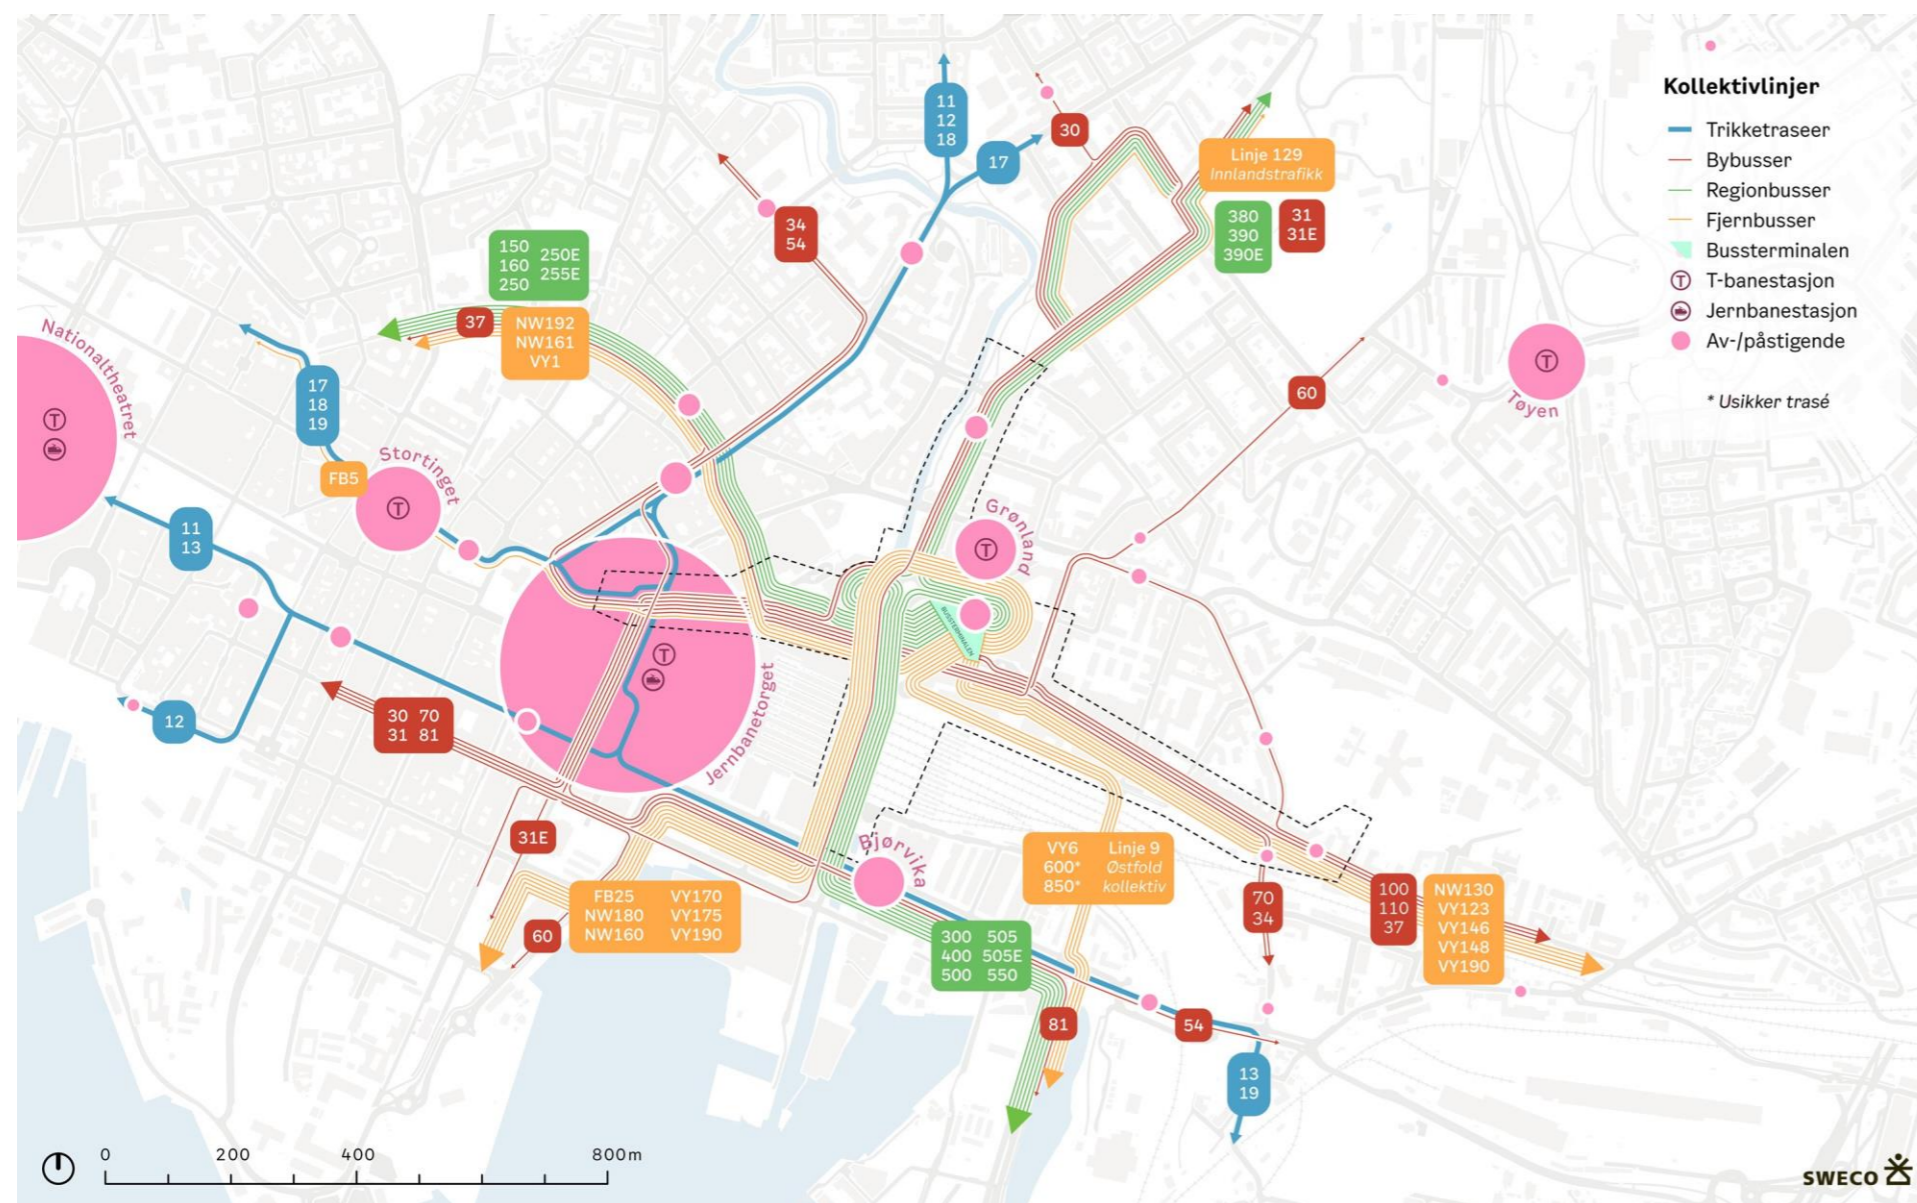 Kollektivlinjer
Trikketraseer
Bybusser
Regionbusser
Fjernbusser
Bussterminalen
T-banestasjon
Jernbanestasjon
Av-/påstigende
* Usikker trasé
11
12
18
17
30
Linje 129
Innlandstrafikk
380
390
390E
31
31E
34
54
150
160
250
250E
255E
37
NW192
NW161
VY1
Nationaltheatret
T
17
18
19
FB5
Stortinget
T
60
T
Tøyen
11
13
Grønland
T
BUSSTERMINALEN
T
Jernbanetorget
12
30 70
31 81
31E
60
FB25 VY170
NW180 VY175
NW160 VY190
Bjørvika
VY6 Linje 9
600* Østfold
850* kollektiv
300 505
400 505E
500 550
70
34
100
110
37
NW130
VY123
VY146
VY148
VY190
81
54
13
19
0 200 400 800m
SWECO